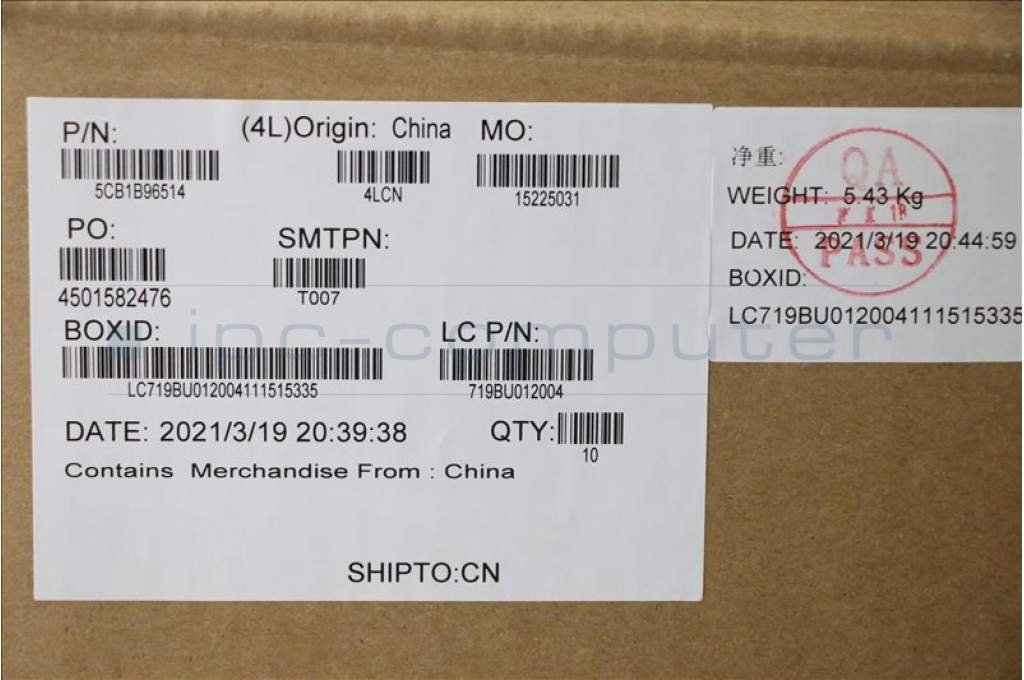 P/N: (4L)Origin: China MO:
5CB1B96514 4LCN 15225031
PO: SMTPN:
4501582476 T007
BOXID: LC P/N:
LC719BU012004111515335 719BU012004
DATE: 2021/3/19 20:39:38 QTY:
10
Contains Merchandise From : China
SHIPTO:CN
净重:
WEIGHT: 5.43 Kg
DATE: 2021/3/19 20:44:59
BOXID:
LC719BU012004111515335
QA
18
PASS
ipc-computer